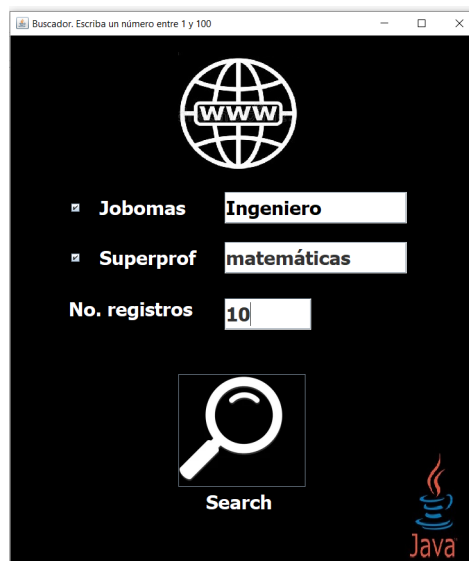 Buscador. Escriba un número entre 1 y 100
WWW
Jobomas Ingeniero
Superprof matemáticas
No. registros 10
Search
Java